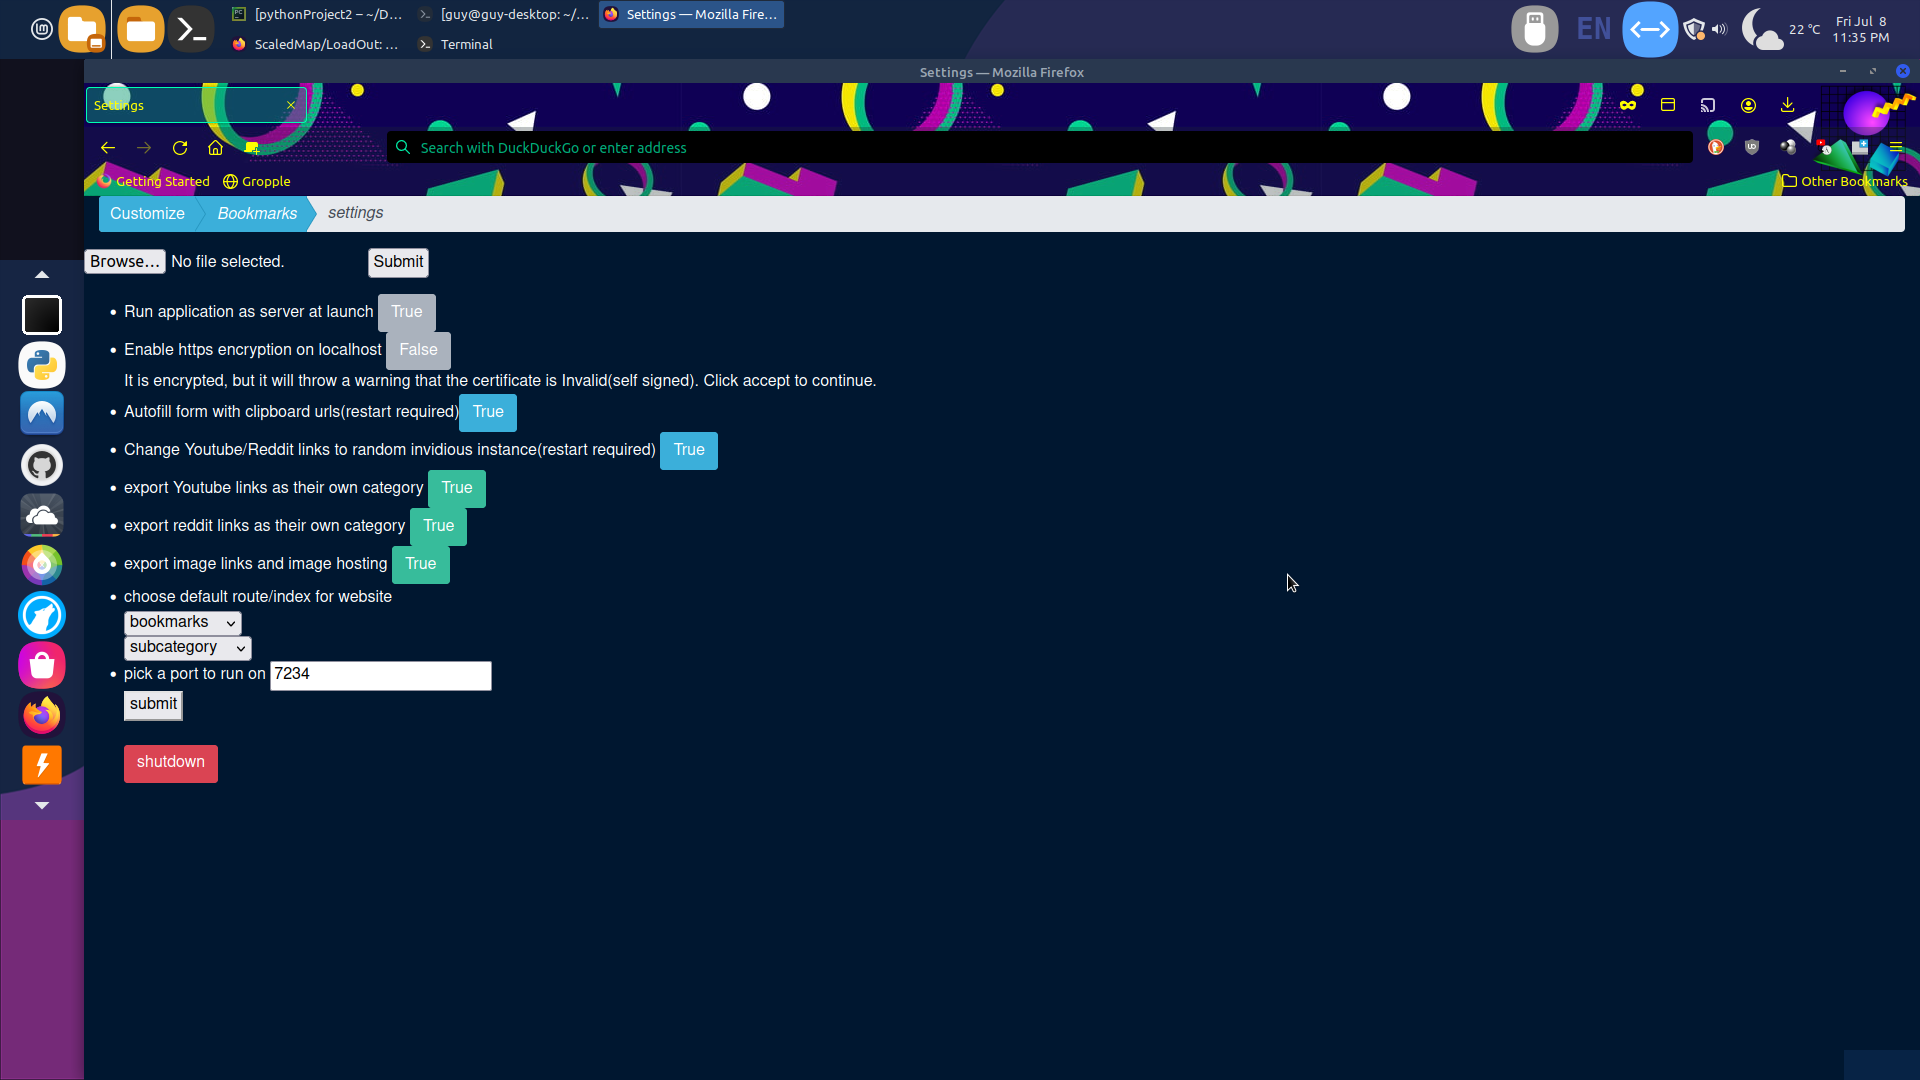 [pythonProject2 – ~/D...
[guy@guy-desktop: ~/...
Settings — Mozilla Fire...
ScaledMap/LoadOut: ...
Terminal
EN
22 °C
Fri Jul 8
11:35 PM
Settings — Mozilla Firefox
Settings
Search with DuckDuckGo or enter address
Getting Started
Gropple
Other Bookmarks
Customize
Bookmarks
settings
Browse...
No file selected.
Submit
Run application as server at launch True
Enable https encryption on localhost False
It is encrypted, but it will throw a warning that the certificate is Invalid(self signed). Click accept to continue.
Autofill form with clipboard urls(restart required) True
Change Youtube/Reddit links to random invidious instance(restart required) True
export Youtube links as their own category True
export reddit links as their own category True
export image links and image hosting True
choose default route/index for website
bookmarks
subcategory
pick a port to run on 7234
submit
shutdown